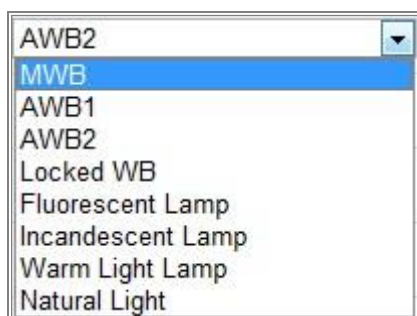 AWB2
MWB
AWB1
AWB2
Locked WB
Fluorescent Lamp
Incandescent Lamp
Warm Light Lamp
Natural Light